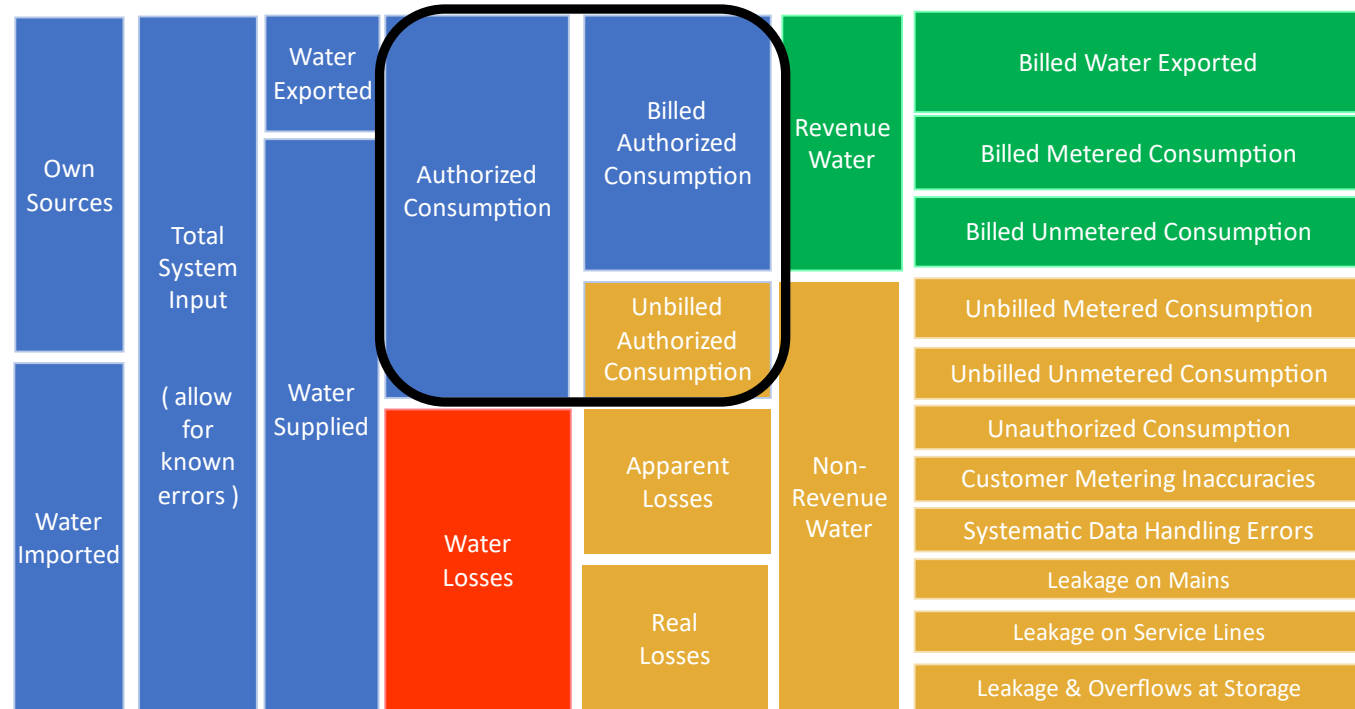 Own
Sources
Water
Imported
Total
System
Input
( allow
for
known
errors )
Water
Exported
Water
Supplied
Authorized
Consumption
Water
Losses
Billed
Authorized
Consumption
Unbilled
Authorized
Consumption
Apparent
Losses
Real
Losses
Revenue
Water
Non-
Revenue
Water
Billed Water Exported
Billed Metered Consumption
Billed Unmetered Consumption
Unbilled Metered Consumption
Unbilled Unmetered Consumption
Unauthorized Consumption
Customer Metering Inaccuracies
Systematic Data Handling Errors
Leakage on Mains
Leakage on Service Lines
Leakage & Overflows at Storage